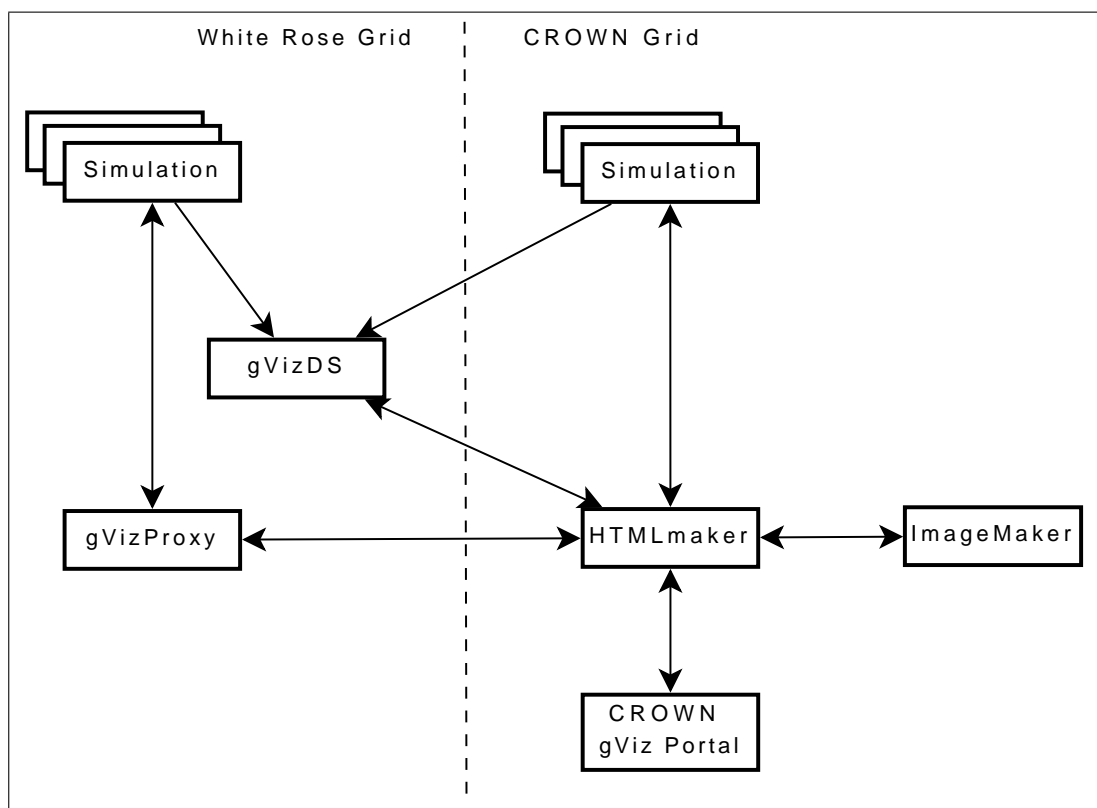 White Rose Grid
CROWN Grid
Simulation
Simulation
gVizDS
gVizProxy
HTMLmaker
ImageMaker
CROWN
gViz Portal